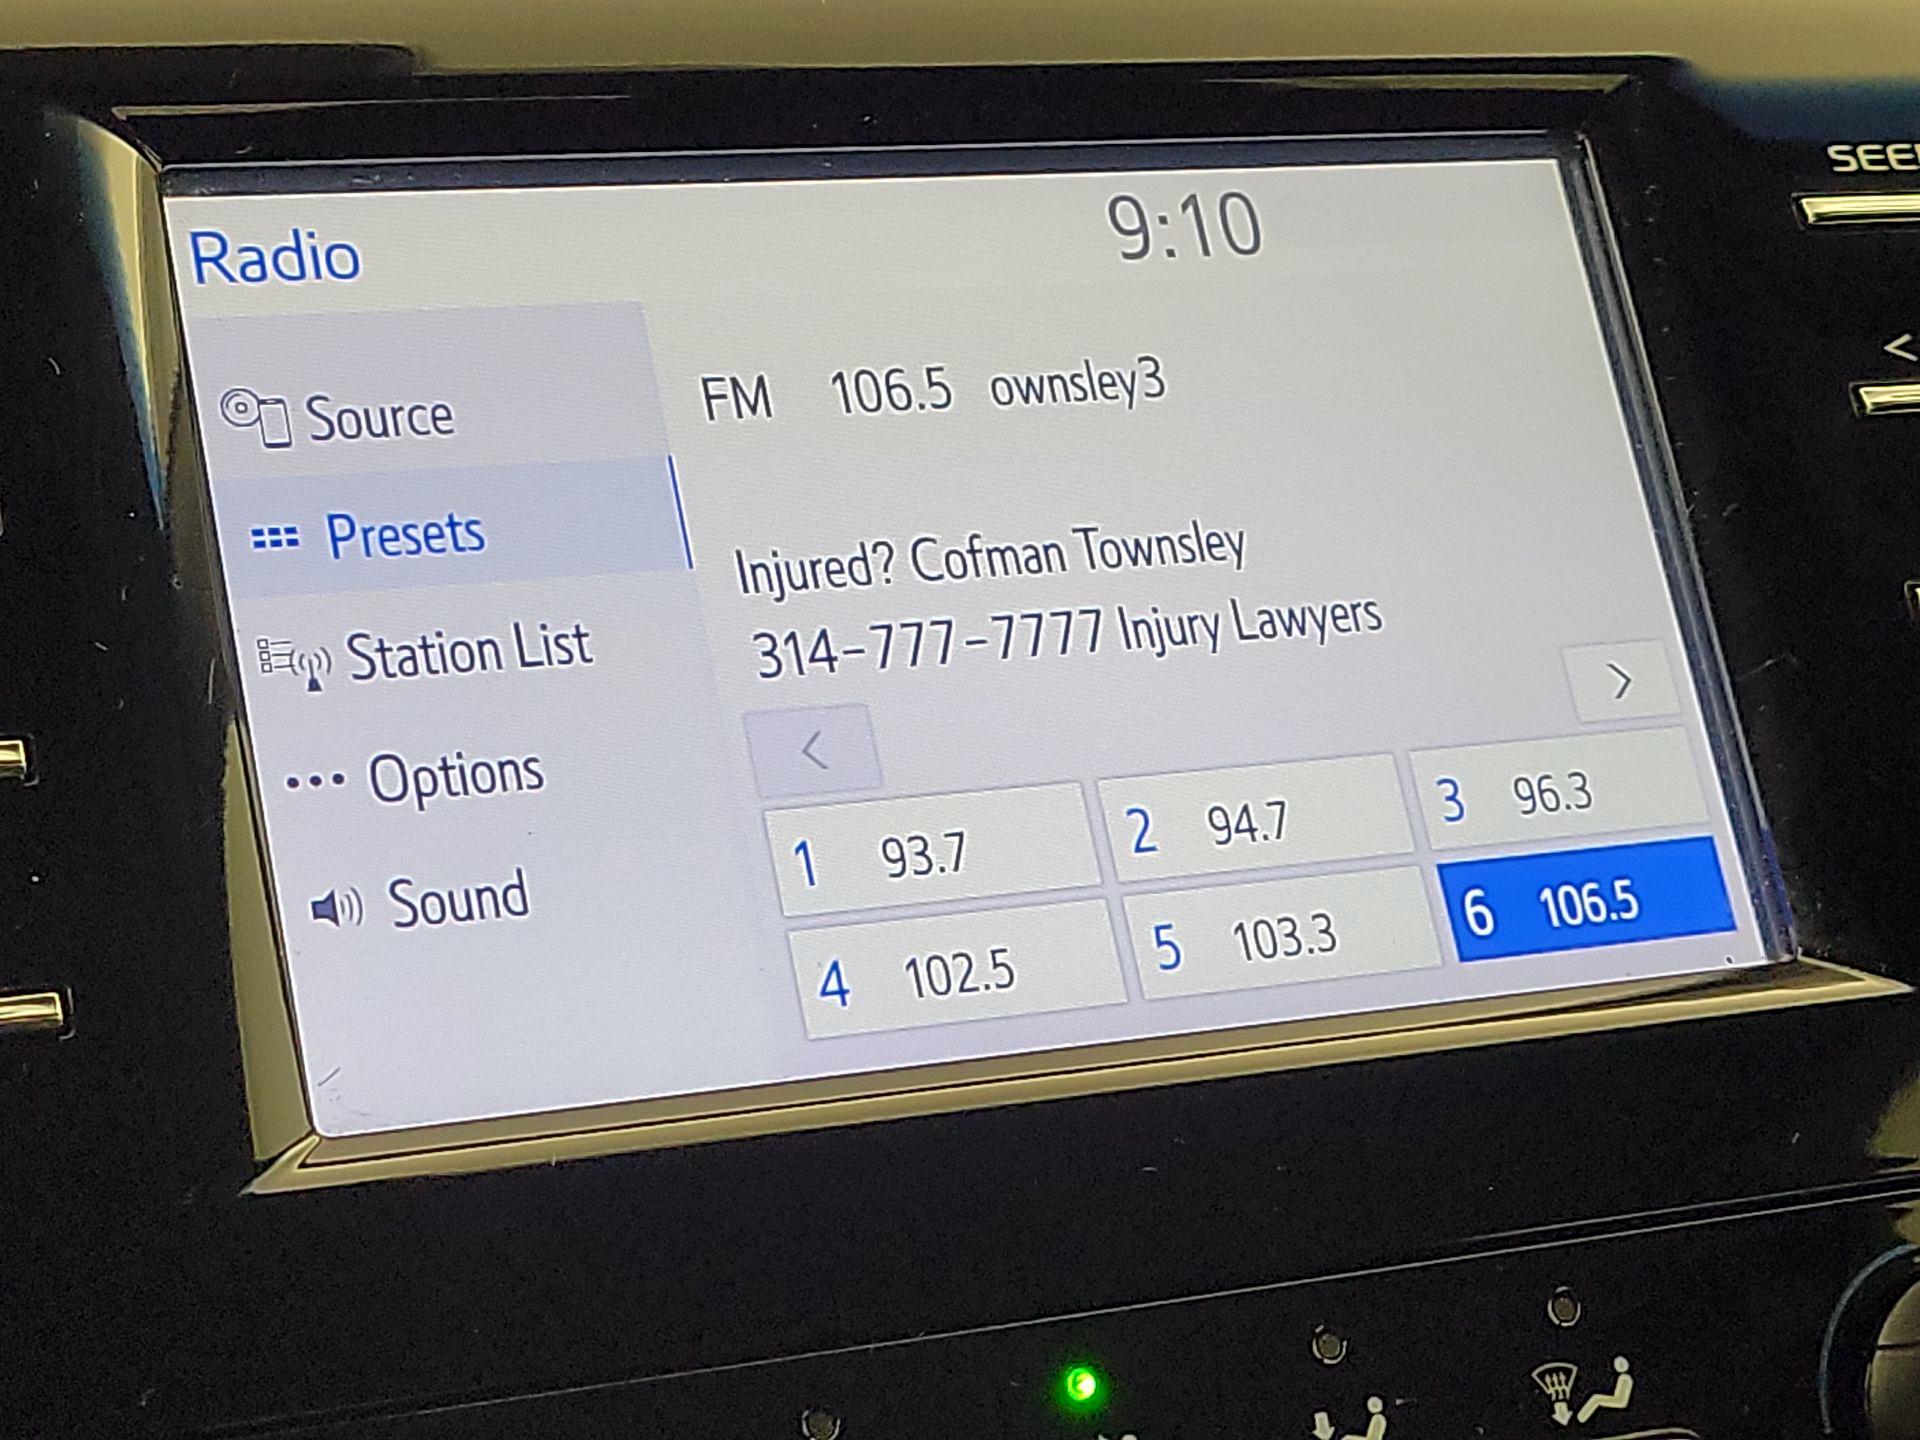 SEE
Radio
9:10
Source
Presets
Station List
Options
Sound
FM 106.5 ownsley3
Injured? Cofman Townsley
314-777-7777 Injury Lawyers
<
>
1 93.7
2 94.7
3 96.3
4 102.5
5 103.3
6 106.5